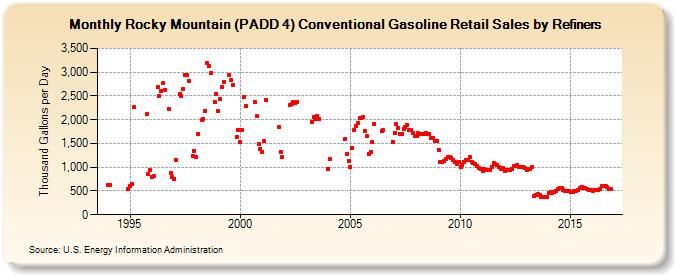 Monthly Rocky Mountain (PADD 4) Conventional Gasoline Retail Sales by Refiners
Thousand Gallons per Day
3,500
3,000
2,500
2,000
1,500
1,000
500
0
1995 2000 2005 2010 2015
Source: U.S. Energy Information Administration